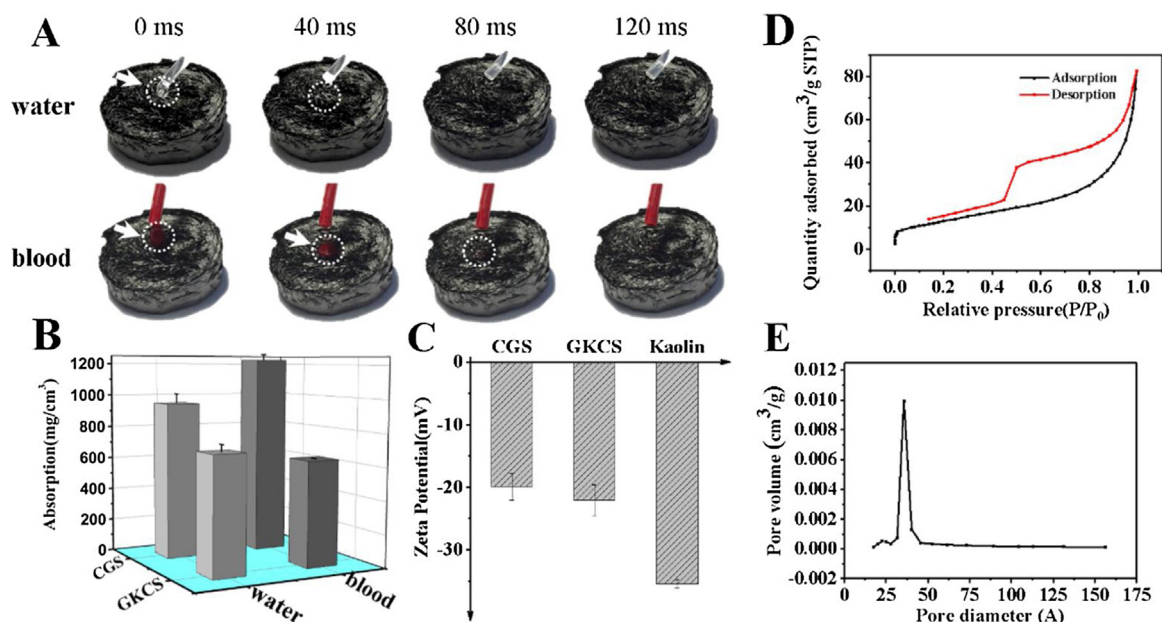 A
0 ms
40 ms
80 ms
120 ms
water
blood
B
Absorption(mg/cm³)
1200
1000
800
600
400
200
0
CGS
GKCS
water
blood
C
CGS
GKCS
Kaolin
Zeta Potential(mV)
0
-10
-20
-30
D
Quantity adsorbed (cm³/g STP)
80
60
40
20
0
Adsorption
Desorption
0.0 0.2 0.4 0.6 0.8 1.0
Relative pressure(P/P₀)
E
Pore volume (cm³/g)
0.012
0.010
0.008
0.006
0.004
0.002
0.000
-0.002
0 25 50 75 100 125 150 175
Pore diameter (A)